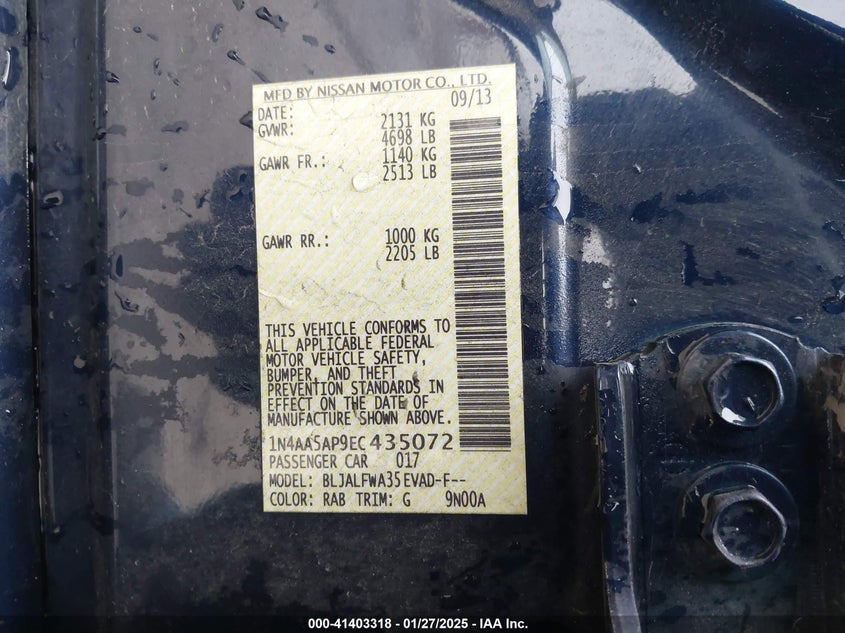 MFD BY NISSAN MOTOR CO., LTD.
DATE: 09/13
GVWR: 2131 KG
4698 LB
GAWR FR.: 1140 KG
2513 LB
GAWR RR.: 1000 KG
2205 LB
THIS VEHICLE CONFORMS TO
ALL APPLICABLE FEDERAL
MOTOR VEHICLE SAFETY,
BUMPER, AND THEFT
PREVENTION STANDARDS IN
EFFECT ON THE DATE OF
MANUFACTURE SHOWN ABOVE.
1N4AA5AP9EC435072
PASSENGER CAR 017
MODEL: BLJALFWA35EVAD-F--
COLOR: RAB TRIM: G 9N00A
000-41403318 | 01/27/2025 - IAA Inc.